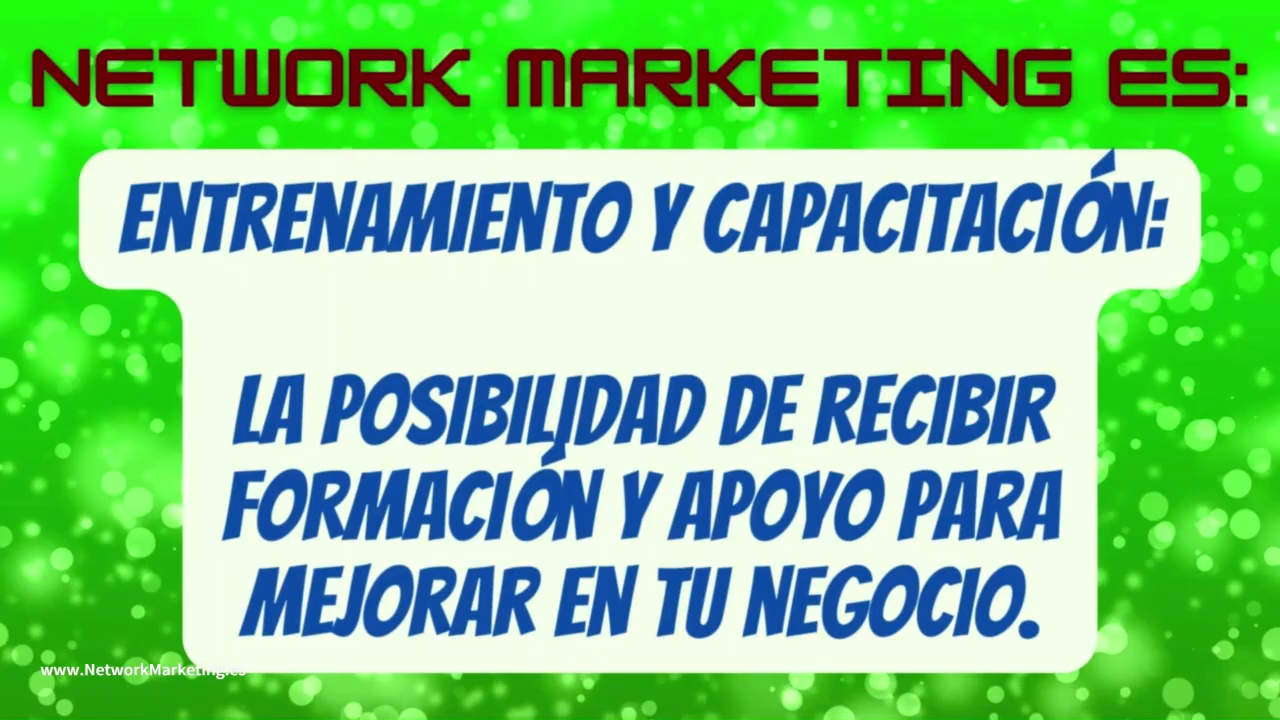 NETWORK MARKETING ES:
ENTRENAMIENTO Y CAPACITACIÓN:
LA POSIBILIDAD DE RECIBIR
FORMACIÓN Y APOYO PARA
MEJORAR EN TU NEGOCIO.
www.NetworkMarketing.es